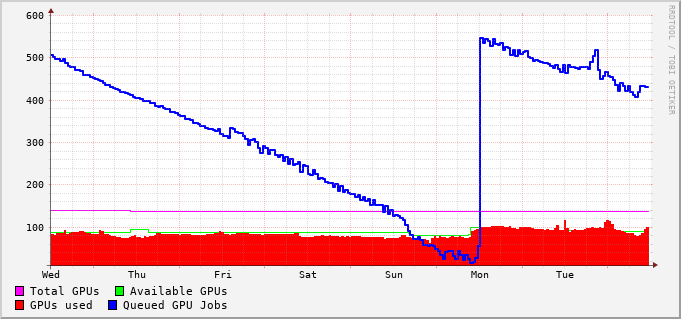 600
500
400
300
200
100
Wed Thu Fri Sat Sun Mon Tue
Total GPUs Available GPUs
GPUs used Queued GPU Jobs
RRDTOOL / TOBI OETIKER